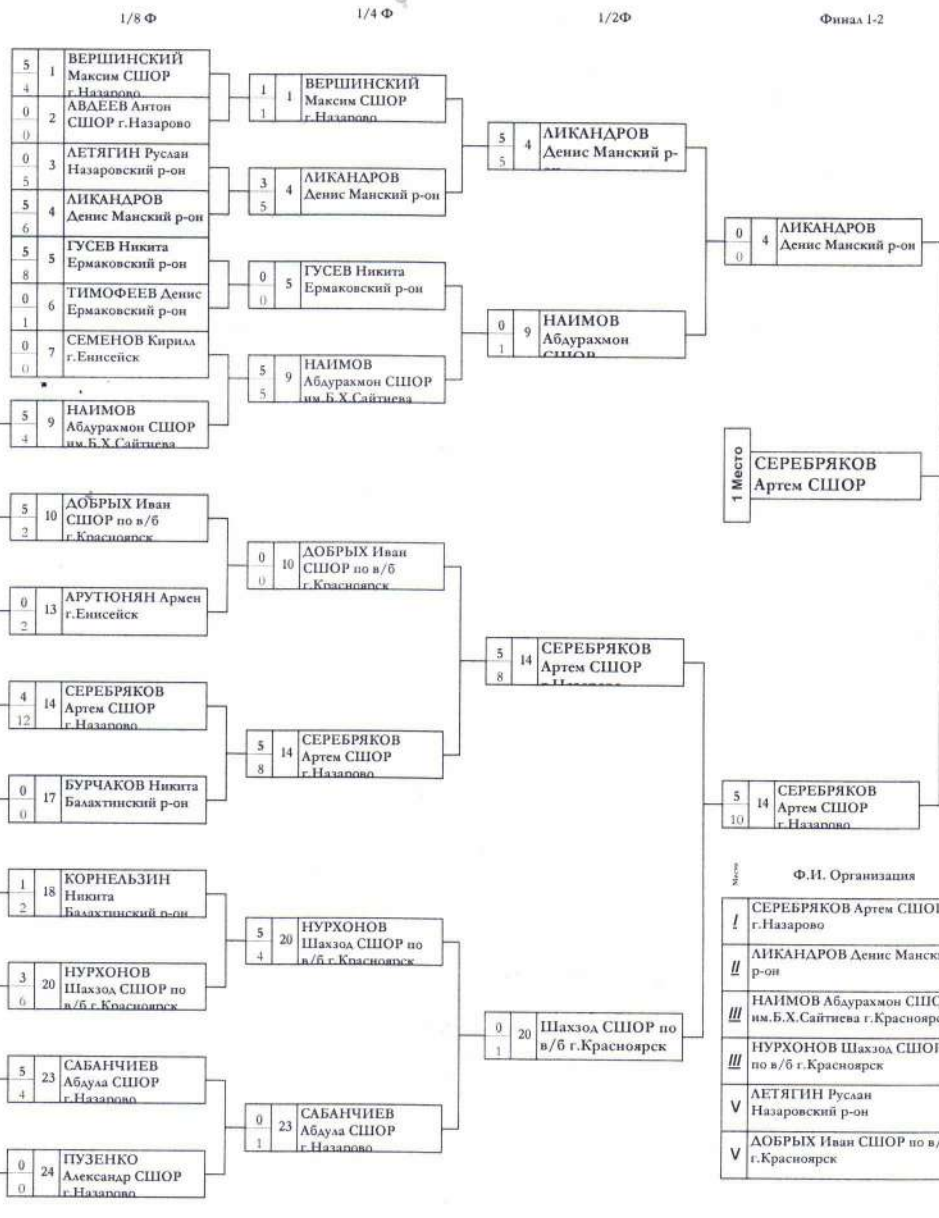 1/8 Ф
1/4 Ф
1/2Ф
Финал 1-2
5
4
1
ВЕРШИНСКИЙ
Максим СШОР
г.Назарово
0
0
2
АВДЕЕВ Антон
СШОР г.Назарово
0
5
3
ЛЕТЯГИН Руслан
Назаровский р-он
5
6
4
ЛИКАНДРОВ
Денис Манский р-он
5
8
5
ГУСЕВ Никита
Ермаковский р-он
0
1
6
ТИМОФЕЕВ Денис
Ермаковский р-он
0
0
7
СЕМЕНОВ Кирилл
г.Енисейск
5
4
9
НАИМОВ
Абдурахмон СШОР
им.Б.Х.Сайтиева
5
2
10
ДОБРЫХ Иван
СШОР по в/б
г.Красноярск
0
2
13
АРУТЮНЯН Армен
г.Енисейск
4
12
14
СЕРЕБРЯКОВ
Артем СШОР
г.Назарово
0
0
17
БУРЧАКОВ Никита
Балахтинский р-он
1
2
18
КОРНЕЛЬЗИН
Никита
Балахтинский р-он
3
6
20
НУРХОНОВ
Шахзод СШОР по
в/б г.Красноярск
5
4
23
САБАНЧИЕВ
Абдула СШОР
г.Назарово
0
0
24
ПУЗЕНКО
Александр СШОР
г.Назарово
1
1
1
ВЕРШИНСКИЙ
Максим СШОР
г.Назарово
3
5
4
ЛИКАНДРОВ
Денис Манский р-он
0
0
5
ГУСЕВ Никита
Ермаковский р-он
5
5
9
НАИМОВ
Абдурахмон СШОР
им.Б.Х.Сайтиева
0
0
10
ДОБРЫХ Иван
СШОР по в/б
г.Красноярск
5
8
14
СЕРЕБРЯКОВ
Артем СШОР
г.Назарово
5
4
20
НУРХОНОВ
Шахзод СШОР по
в/б г.Красноярск
0
1
23
САБАНЧИЕВ
Абдула СШОР
г.Назарово
5
5
4
ЛИКАНДРОВ
Денис Манский р-
0
1
9
НАИМОВ
Абдурахмон
СШОР
5
8
14
СЕРЕБРЯКОВ
Артем СШОР
0
1
20
Шахзод СШОР по
в/б г.Красноярск
0
0
4
ЛИКАНДРОВ
Денис Манский р-он
1 Место
СЕРЕБРЯКОВ
Артем СШОР
5
10
14
СЕРЕБРЯКОВ
Артем СШОР
г.Назарово
Место
Ф.И. Организация
I
СЕРЕБРЯКОВ Артем СШОР
г.Назарово
II
ЛИКАНДРОВ Денис Манский
р-он
III
НАИМОВ Абдурахмон СШО
им.Б.Х.Сайтиева г.Красноярс
III
НУРХОНОВ Шахзод СШОР
по в/б г.Красноярск
V
ЛЕТЯГИН Руслан
Назаровский р-он
V
ДОБРЫХ Иван СШОР по в/
г.Красноярск